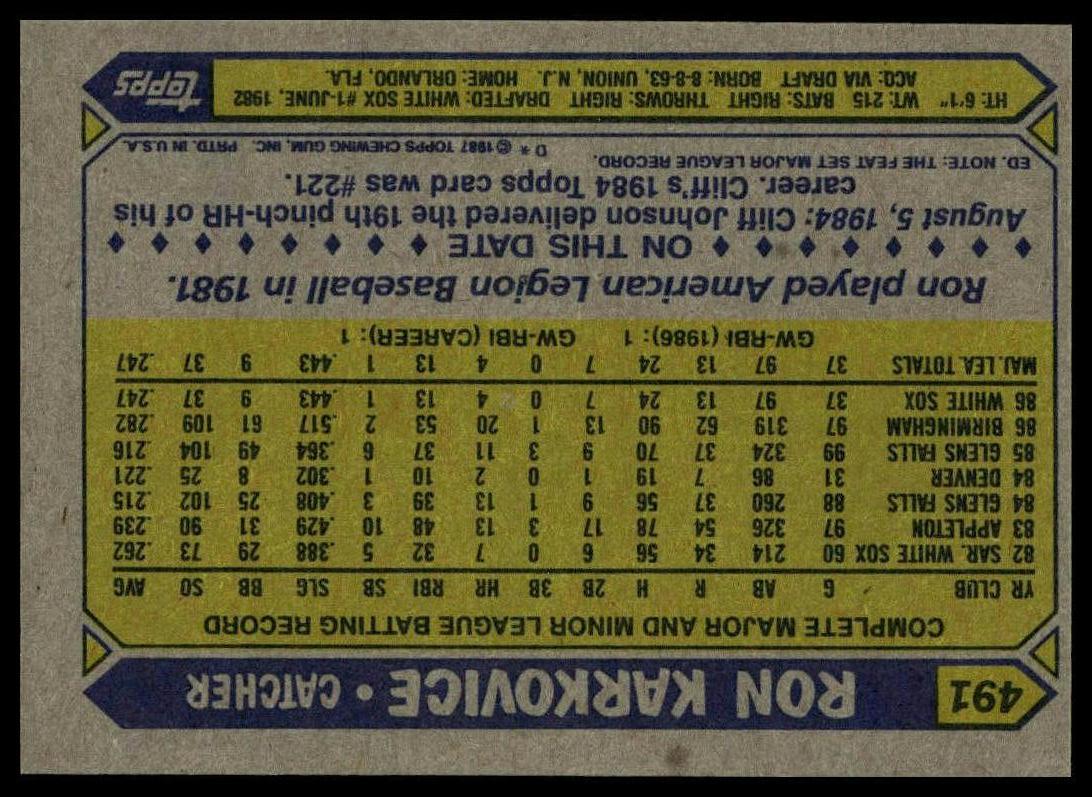 491
RON KARKOVICE • CATCHER
COMPLETE MAJOR AND MINOR LEAGUE BATTING RECORD
YR CLUB G AB R H 2B 3B HR RBI SB SLG BB SO AVG
82 SAR. WHITE SOX 60 214 34 56 6 0 7 32 5 .388 29 73 .262
83 APPLETON 97 326 54 78 17 3 13 48 10 .429 31 90 .239
84 GLENS FALLS 88 260 37 56 9 1 13 39 3 .408 25 102 .215
84 DENVER 31 86 7 19 1 0 2 10 1 .302 8 25 .221
85 GLENS FALLS 99 324 37 70 9 3 11 37 6 .364 49 104 .216
86 BIRMINGHAM 97 319 62 90 13 1 20 53 2 .517 61 109 .282
86 WHITE SOX 37 97 13 24 7 0 4 13 1 .443 9 37 .247
MAJ. LEA. TOTALS 37 97 13 24 7 0 4 13 1 .443 9 37 .247
GW-RBI (1986): 1 GW-RBI (CAREER): 1
Ron played American Legion Baseball in 1981.
♦ ♦ ♦ ♦ ♦ ♦ ♦ ♦ ON THIS DATE ♦ ♦ ♦ ♦ ♦ ♦ ♦ ♦
August 5, 1984: Cliff Johnson delivered the 19th pinch-HR of his
career. Cliff's 1984 Topps card was #221.
ED. NOTE: THE FEAT SET MAJOR LEAGUE RECORD.
D * © 1987 TOPPS CHEWING GUM, INC. PRTD. IN U.S.A.
HT: 6'1" WT: 215 BATS: RIGHT THROWS: RIGHT DRAFTED: WHITE SOX #1-JUNE, 1982
ACQ: VIA DRAFT BORN: 8-8-63, UNION, N.J. HOME: ORLANDO, FLA.
Topps